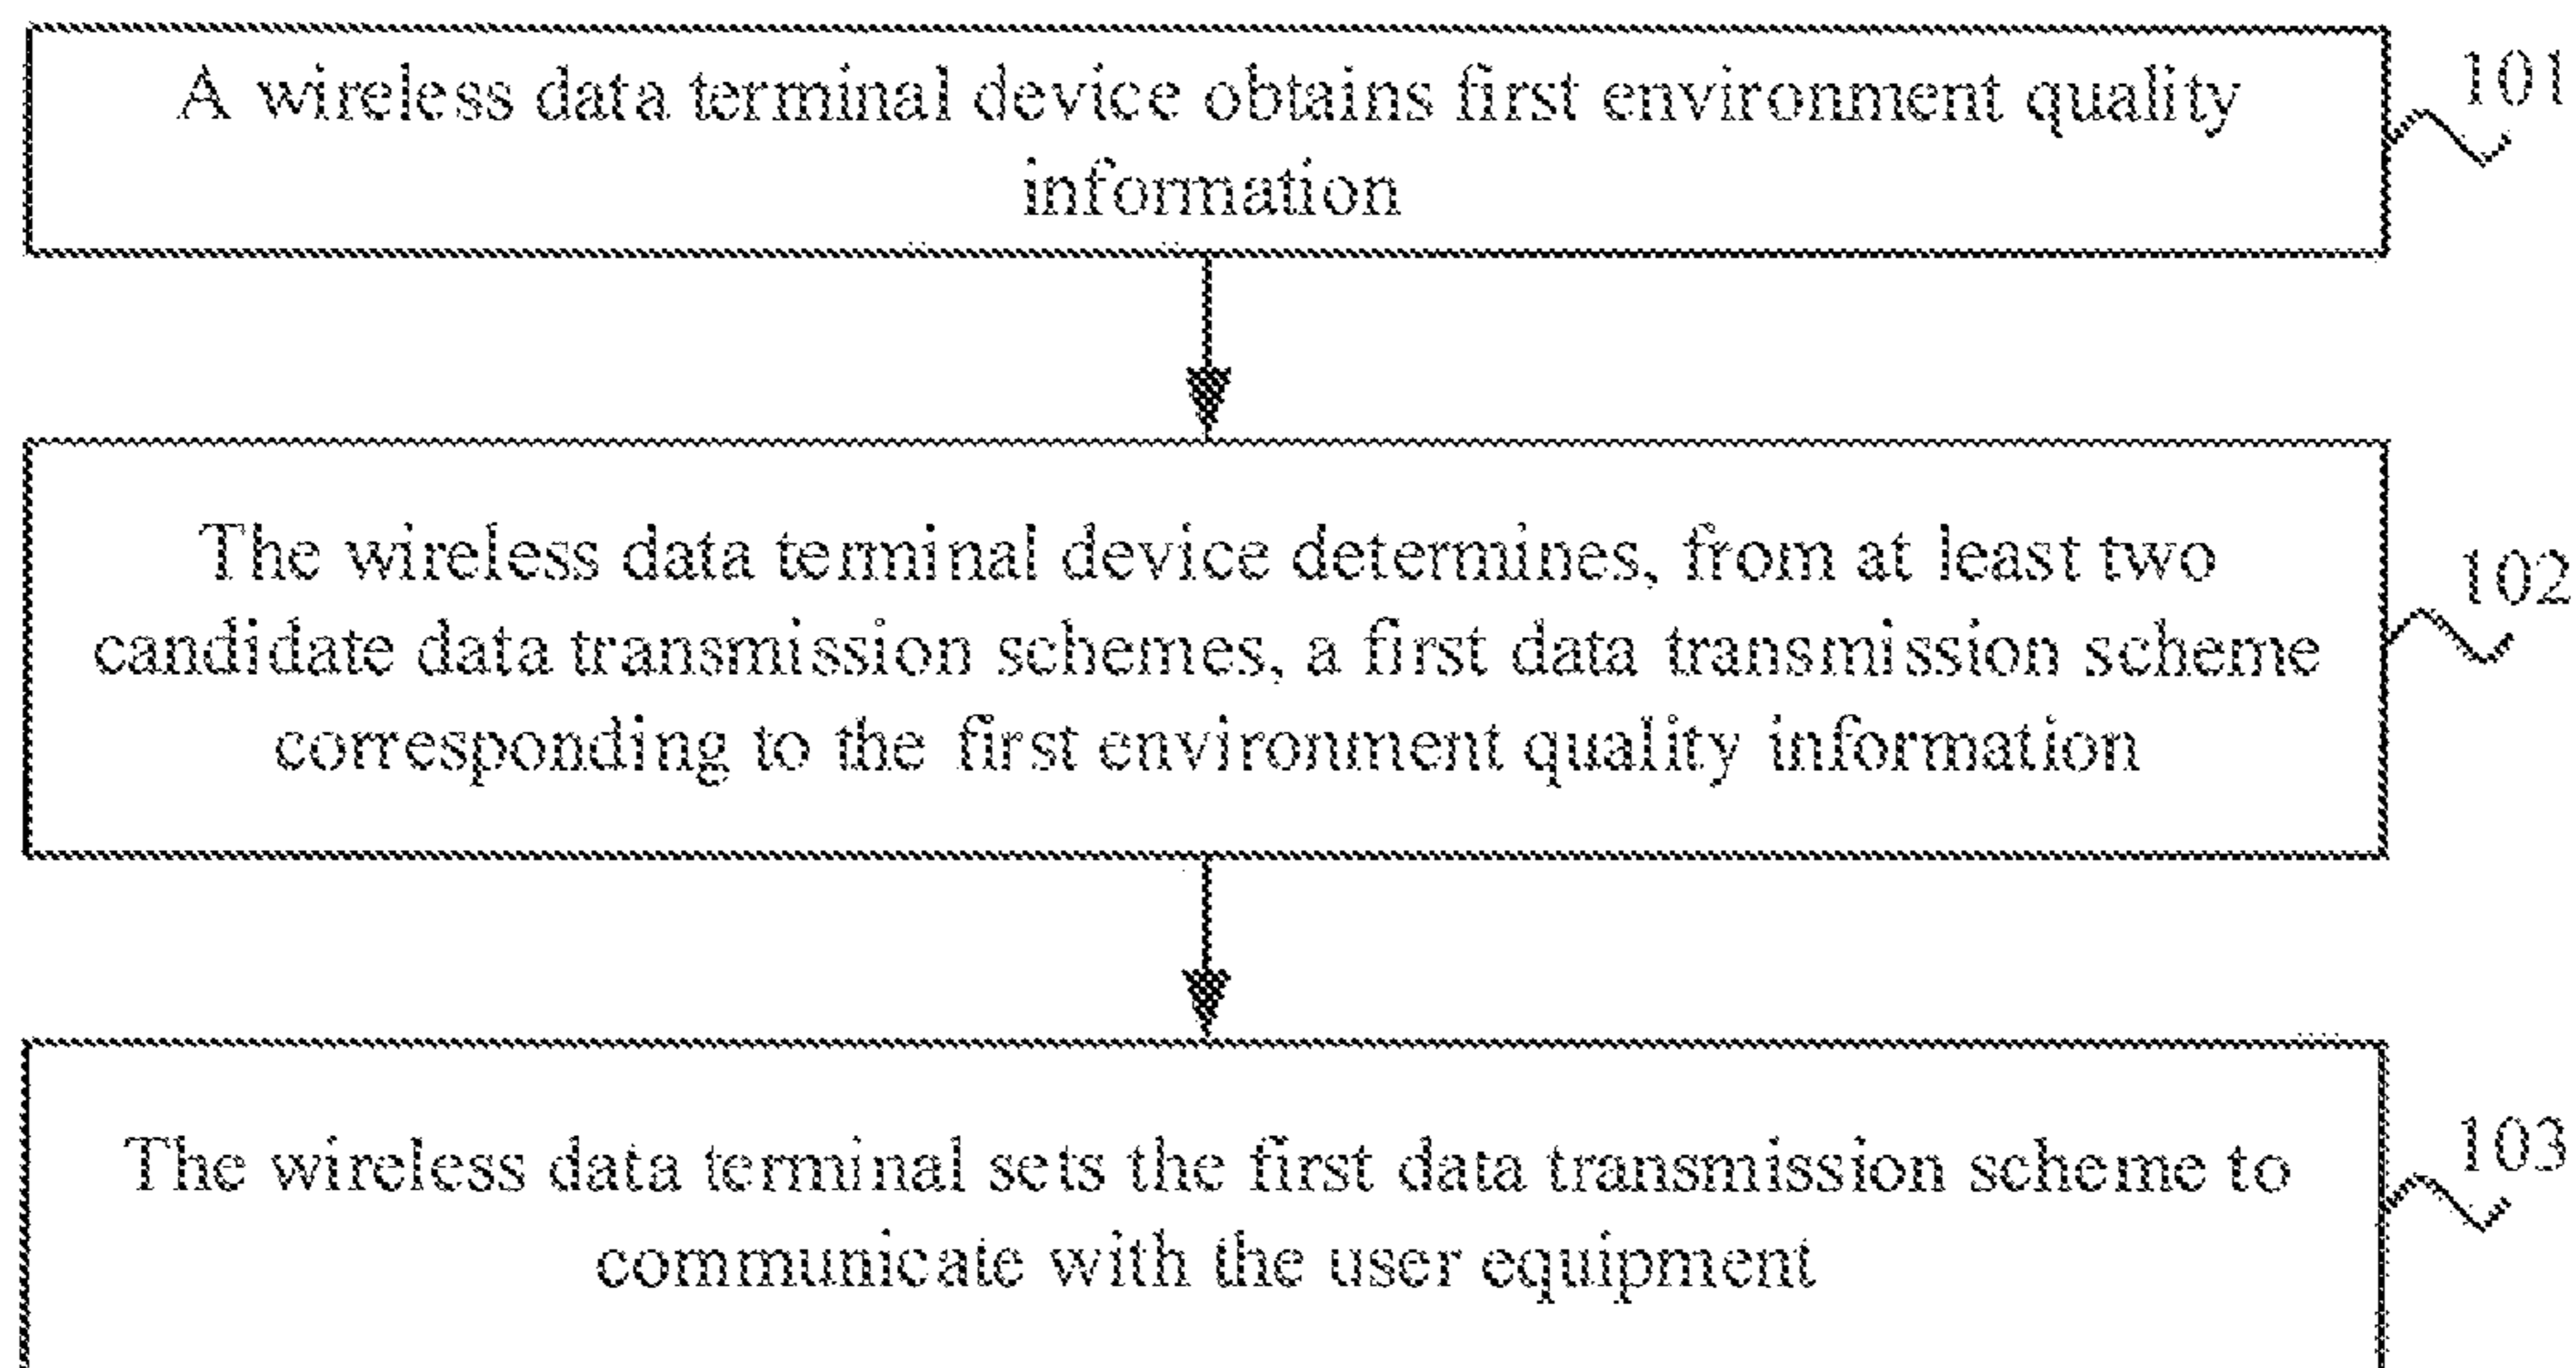 A wireless data terminal device obtains first environment quality
information
101
The wireless data terminal device determines, from at least two
candidate data transmission schemes, a first data transmission scheme
corresponding to the first environment quality information
102
The wireless data terminal sets the first data transmission scheme to
communicate with the user equipment
103